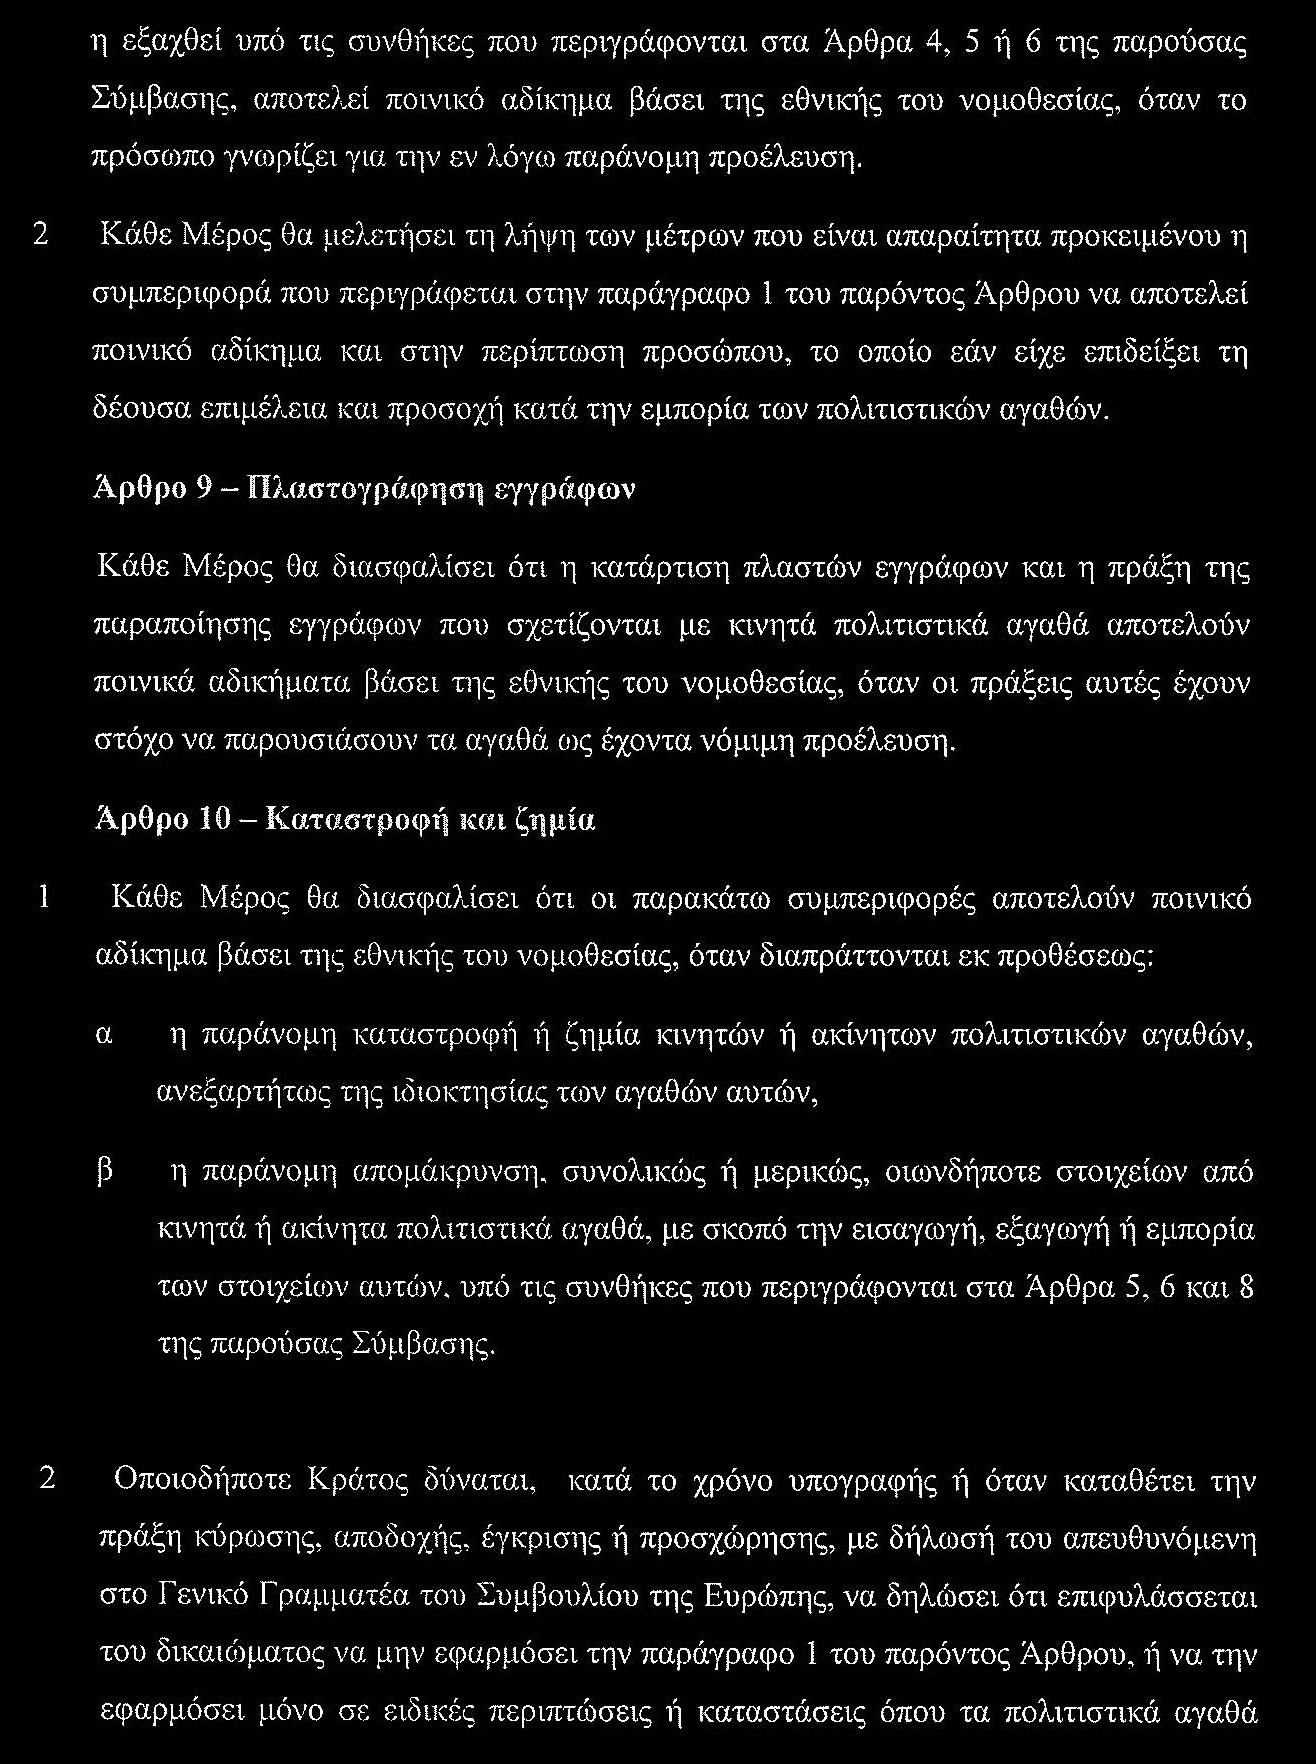 η εξαχθεί υπό τις συνθήκες που περιγράφονται στα Άρθρα 4, 5 ή 6 της παρούσας
Σύμβασης, αποτελεί ποινικό αδίκημα βάσει της εθνικής του νομοθεσίας, όταν το
πρόσωπο γνωρίζει για την εν λόγω παράνομη προέλευση.
2 Κάθε Μέρος θα μελετήσει τη λήψη των μέτρων που είναι απαραίτητα προκειμένου η
συμπεριφορά που περιγράφεται στην παράγραφο 1 του παρόντος Άρθρου να αποτελεί
ποινικό αδίκημα και στην περίπτωση προσώπου, το οποίο εάν είχε επιδείξει τη
δέουσα επιμέλεια και προσοχή κατά την εμπορία των πολιτιστικών αγαθών.
Άρθρο 9 – Πλαστογράφηση εγγράφων
Κάθε Μέρος θα διασφαλίσει ότι η κατάρτιση πλαστών εγγράφων και η πράξη της
παραποίησης εγγράφων που σχετίζονται με κινητά πολιτιστικά αγαθά αποτελούν
ποινικά αδικήματα βάσει της εθνικής του νομοθεσίας, όταν οι πράξεις αυτές έχουν
στόχο να παρουσιάσουν τα αγαθά ως έχοντα νόμιμη προέλευση.
Άρθρο 10 – Καταστροφή και ζημία
1 Κάθε Μέρος θα διασφαλίσει ότι οι παρακάτω συμπεριφορές αποτελούν ποινικό
αδίκημα βάσει της εθνικής του νομοθεσίας, όταν διαπράττονται εκ προθέσεως:
α η παράνομη καταστροφή ή ζημία κινητών ή ακίνητων πολιτιστικών αγαθών,
ανεξαρτήτως της ιδιοκτησίας των αγαθών αυτών,
β η παράνομη απομάκρυνση, συνολικώς ή μερικώς, οιωνδήποτε στοιχείων από
κινητά ή ακίνητα πολιτιστικά αγαθά, με σκοπό την εισαγωγή, εξαγωγή ή εμπορία
των στοιχείων αυτών, υπό τις συνθήκες που περιγράφονται στα Άρθρα 5, 6 και 8
της παρούσας Σύμβασης.
2 Οποιοδήποτε Κράτος δύναται, κατά το χρόνο υπογραφής ή όταν καταθέτει την
πράξη κύρωσης, αποδοχής, έγκρισης ή προσχώρησης, με δήλωσή του απευθυνόμενη
στο Γενικό Γραμματέα του Συμβουλίου της Ευρώπης, να δηλώσει ότι επιφυλάσσεται
του δικαιώματος να μην εφαρμόσει την παράγραφο 1 του παρόντος Άρθρου, ή να την
εφαρμόσει μόνο σε ειδικές περιπτώσεις ή καταστάσεις όπου τα πολιτιστικά αγαθά